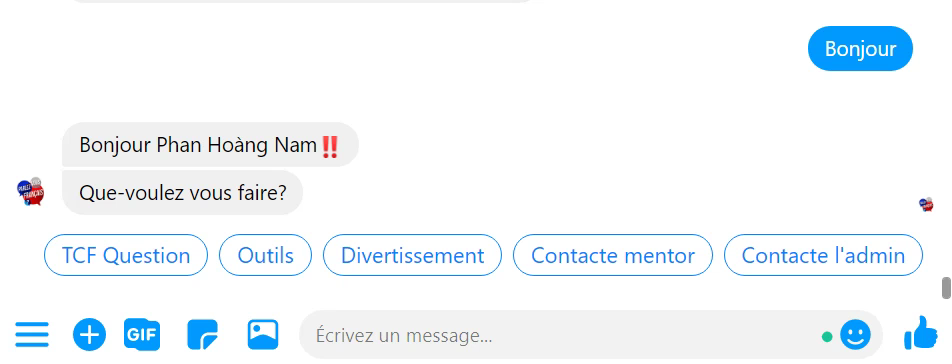 Bonjour
Bonjour Phan Hoàng Nam‼️
Que-voulez vous faire?
TCF Question
Outils
Divertissement
Contacte mentor
Contacte l'admin
GIF
Écrivez un message...